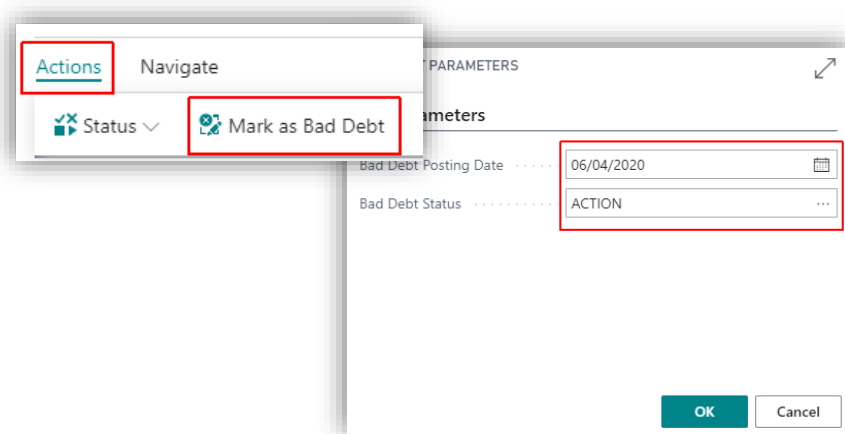 Actions Navigate
Status Mark as Bad Debt
PARAMETERS
ameters
Bad Debt Posting Date 06/04/2020
Bad Debt Status ACTION
OK Cancel